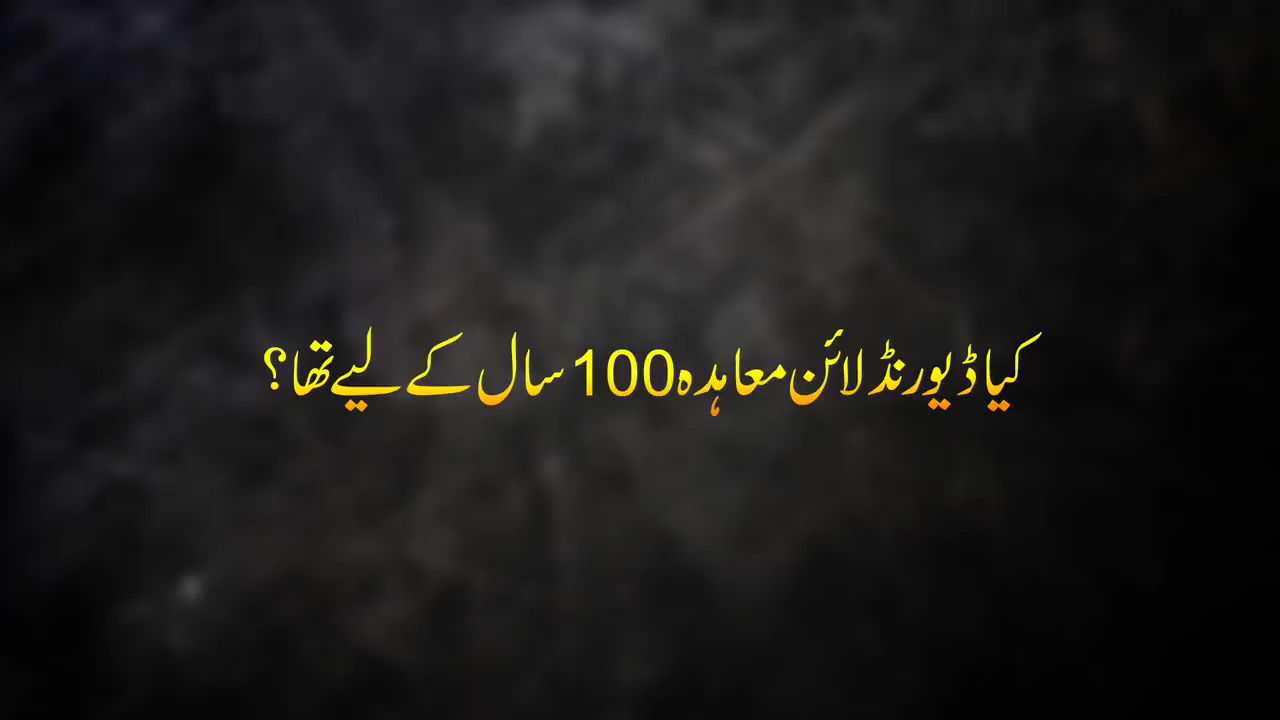 کیا ڈیورنڈ لائن معاہدہ 100 سال کے لیے تھا؟